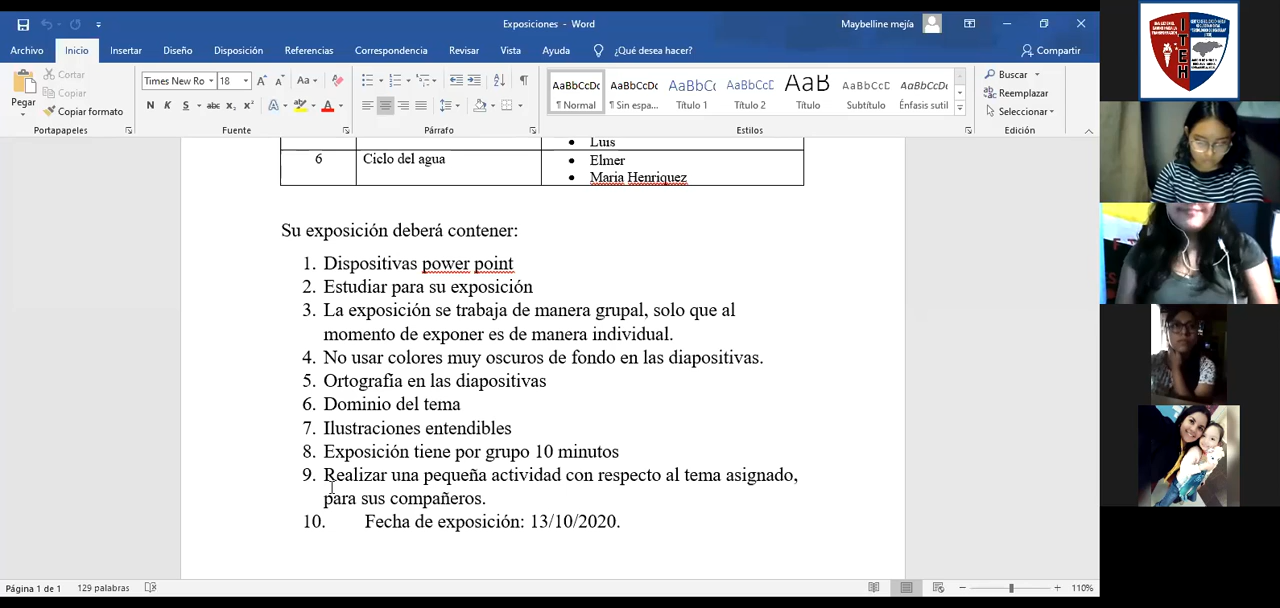 Exposiciones - Word
Maybelline mejía
Archivo Inicio Insertar Diseño Disposición Referencias Correspondencia Revisar Vista Ayuda ¿Qué desea hacer? Compartir
Pegar
Cortar
Copiar
Copiar formato
Portapapeles
Times New Ro 18
Fuente
Párrafo
AaBbCcDc AaBbCcDc AaBbC AaBbCc AaB AaBbCcD AaBbCcDc
¶ Normal ¶ Sin espa... Título 1 Título 2 Título Subtítulo Énfasis sutil
Estilos
Buscar
Reemplazar
Seleccionar
Edición
Luis
6 Ciclo del agua Elmer
Maria Henriquez
Su exposición deberá contener:
1. Dispositivas power point
2. Estudiar para su exposición
3. La exposición se trabaja de manera grupal, solo que al
momento de exponer es de manera individual.
4. No usar colores muy oscuros de fondo en las diapositivas.
5. Ortografía en las diapositivas
6. Dominio del tema
7. Ilustraciones entendibles
8. Exposición tiene por grupo 10 minutos
9. Realizar una pequeña actividad con respecto al tema asignado,
para sus compañeros.
10. Fecha de exposición: 13/10/2020.
Página 1 de 1 129 palabras 110%
ITEH